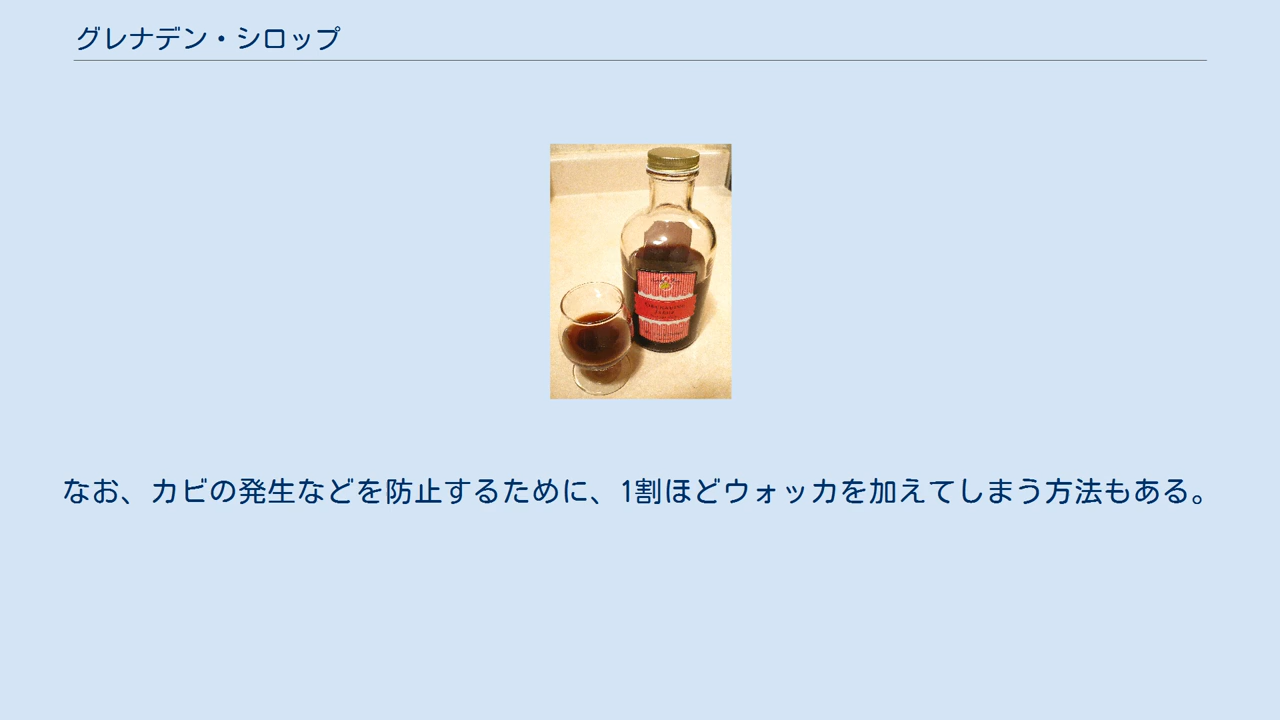 グレナデン・シロップ
なお、カビの発生などを防止するために、1割ほどウォッカを加えてしまう方法もある。